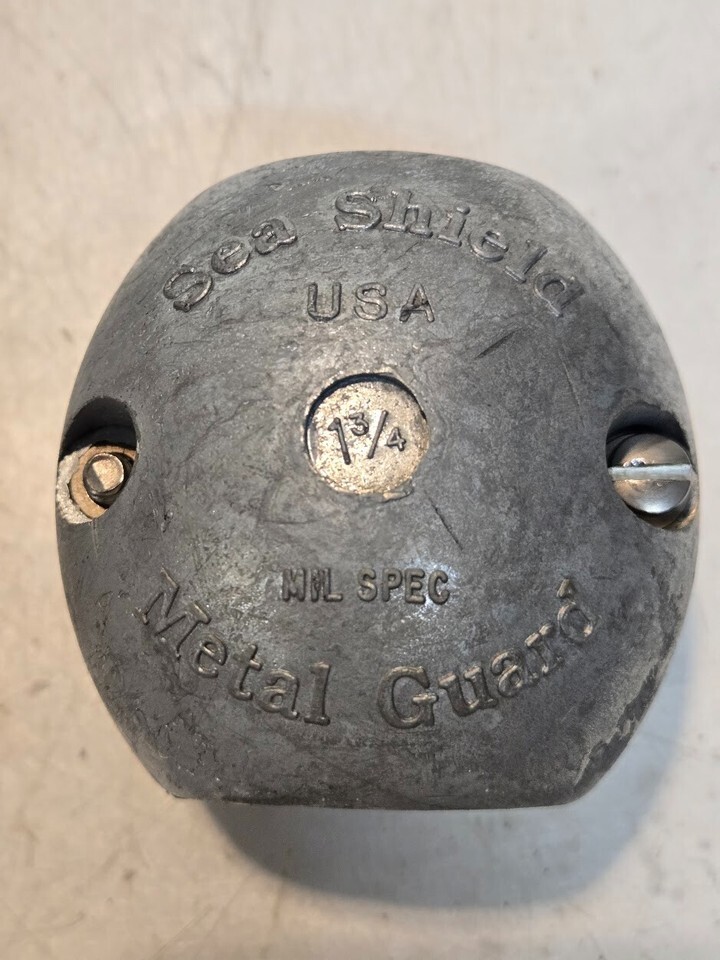 Sea Shield
USA
1 3/4
MIL SPEC
Metal Guard